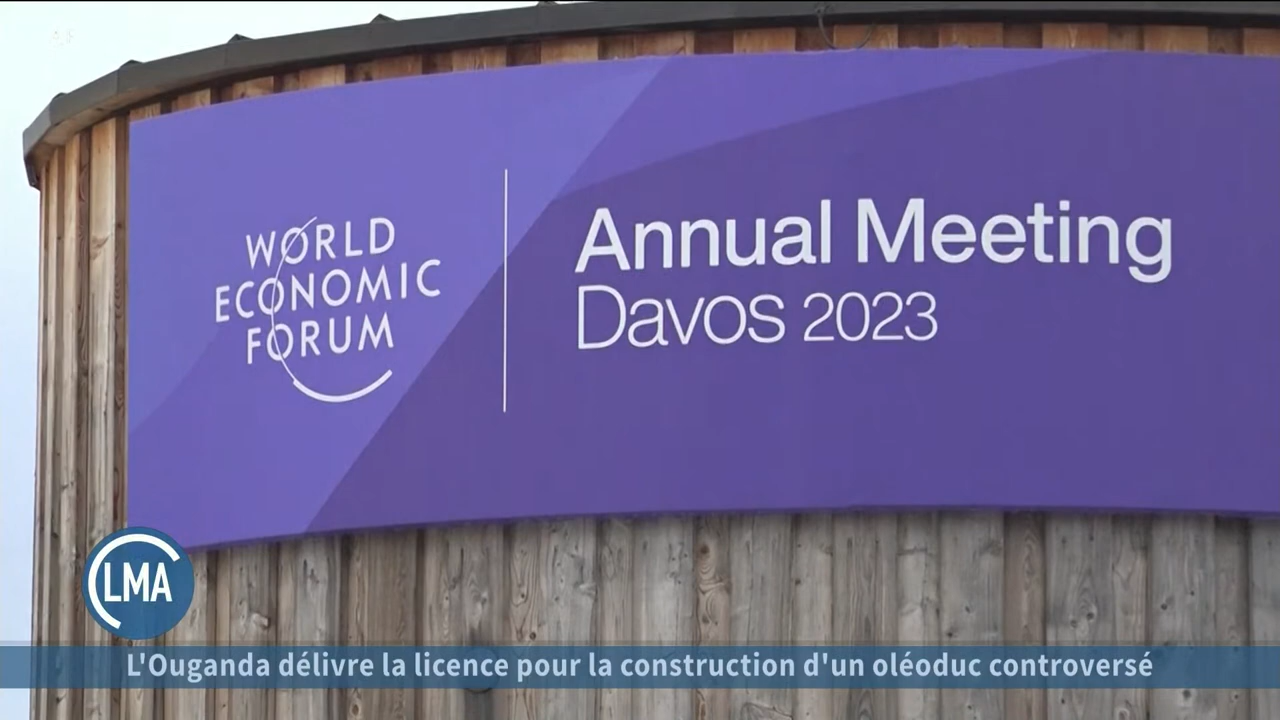 WORLD
ECONOMIC
FORUM
Annual Meeting
Davos 2023
LMA
L'Ouganda délivre la licence pour la construction d'un oléoduc controversé